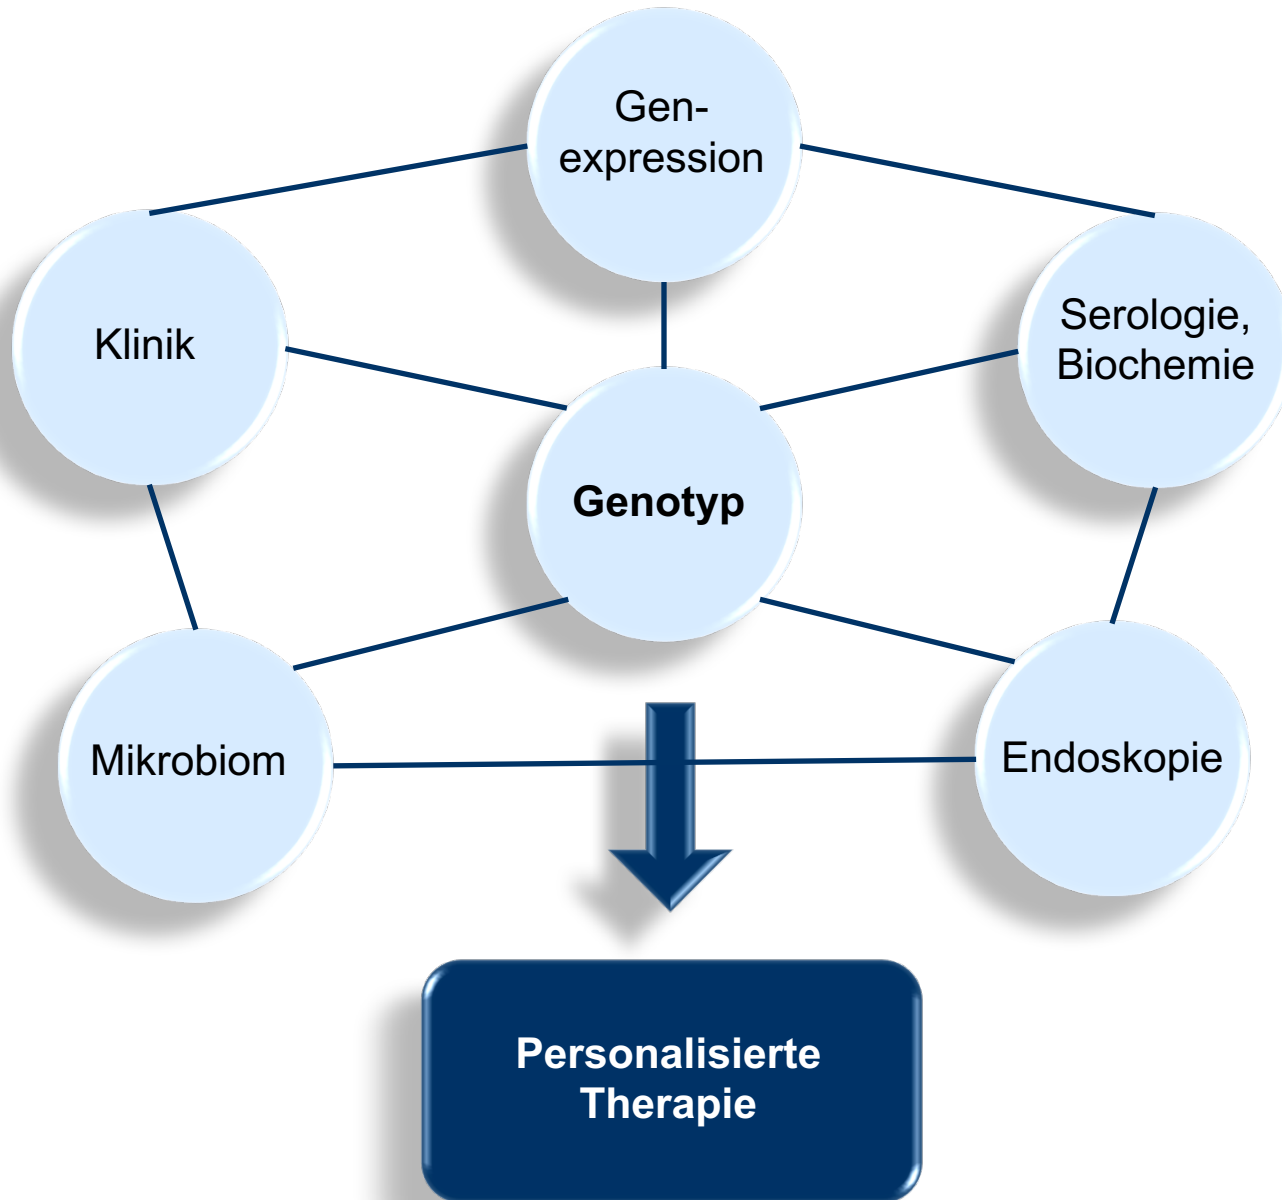 Gen-
expression
Klinik
Serologie,
Biochemie
Genotyp
Mikrobiom
Endoskopie
Personalisierte
Therapie